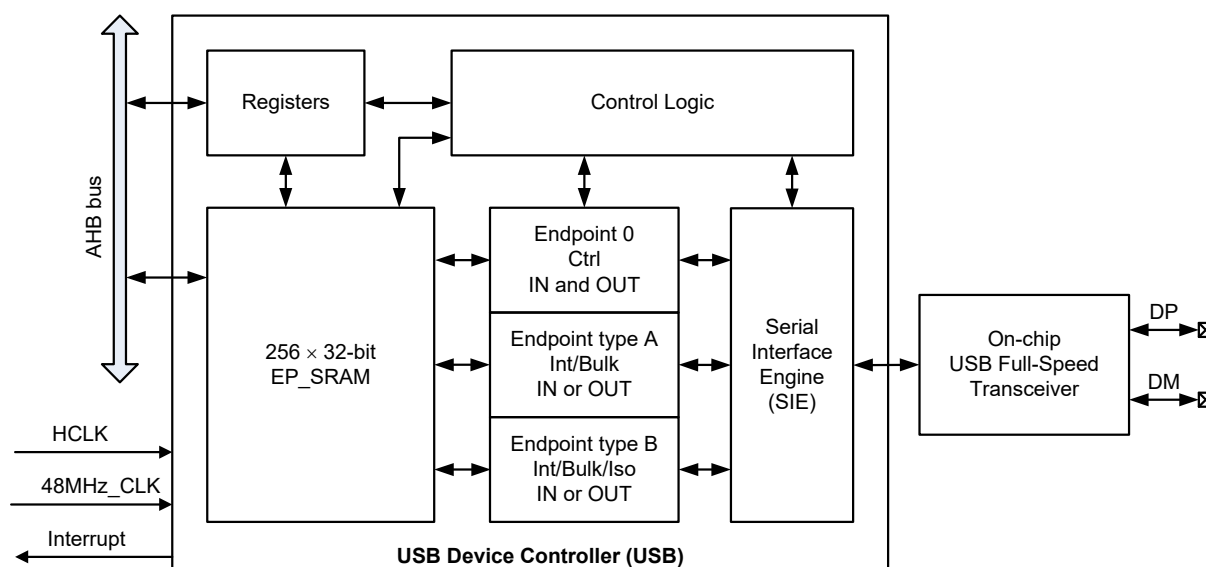 AHB bus
Registers
Control Logic
256 × 32-bit
EP_SRAM
Endpoint 0
Ctrl
IN and OUT
Endpoint type A
Int/Bulk
IN or OUT
Endpoint type B
Int/Bulk/Iso
IN or OUT
Serial
Interface
Engine
(SIE)
On-chip
USB Full-Speed
Transceiver
DP
DM
HCLK
48MHz_CLK
Interrupt
USB Device Controller (USB)